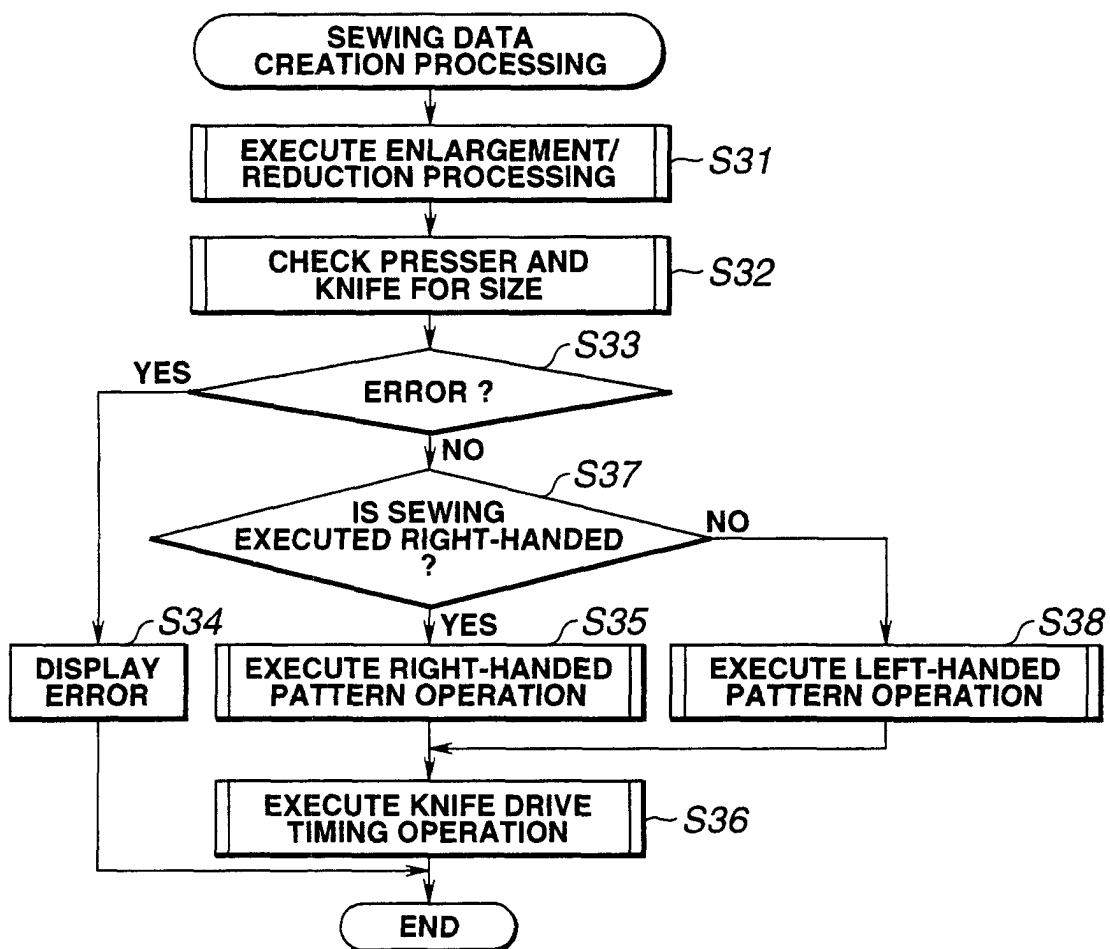 SEWING DATA
CREATION PROCESSING
EXECUTE ENLARGEMENT/
REDUCTION PROCESSING
S31
CHECK PRESSER AND
KNIFE FOR SIZE
S32
S33
YES
ERROR ?
NO
S37
IS SEWING
EXECUTED RIGHT-HANDED
?
NO
YES
S34
DISPLAY
ERROR
S35
EXECUTE RIGHT-HANDED
PATTERN OPERATION
S38
EXECUTE LEFT-HANDED
PATTERN OPERATION
EXECUTE KNIFE DRIVE
TIMING OPERATION
S36
END